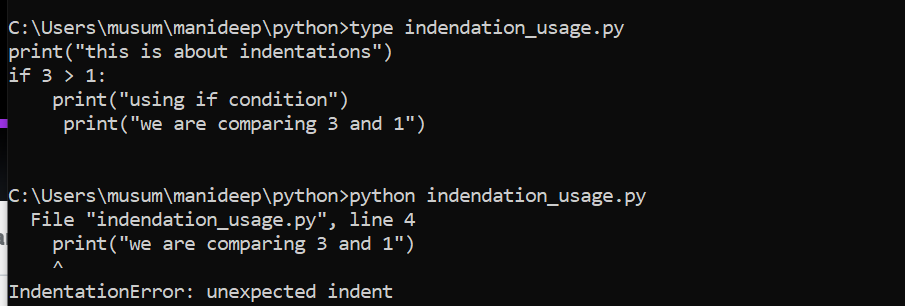 C:\Users\musum\manideep\python>type indendation_usage.py
print("this is about indentations")
if 3 > 1:
    print("using if condition")
     print("we are comparing 3 and 1")
C:\Users\musum\manideep\python>python indendation_usage.py
  File "indendation_usage.py", line 4
    print("we are comparing 3 and 1")
    ^
IndentationError: unexpected indent